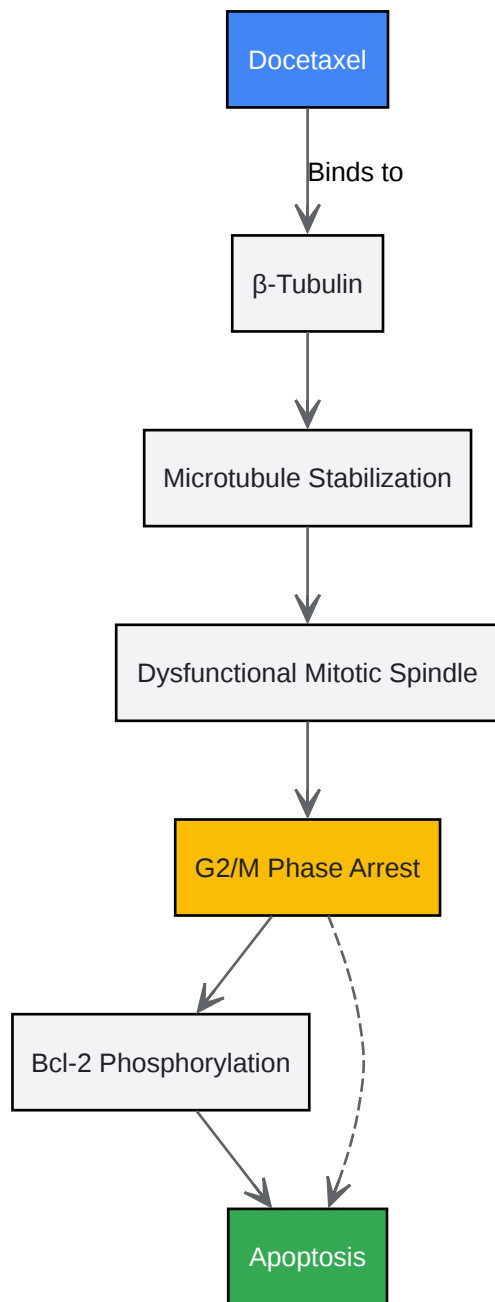 Docetaxel
Binds to
β-Tubulin
Microtubule Stabilization
Dysfunctional Mitotic Spindle
G2/M Phase Arrest
Bcl-2 Phosphorylation
Apoptosis